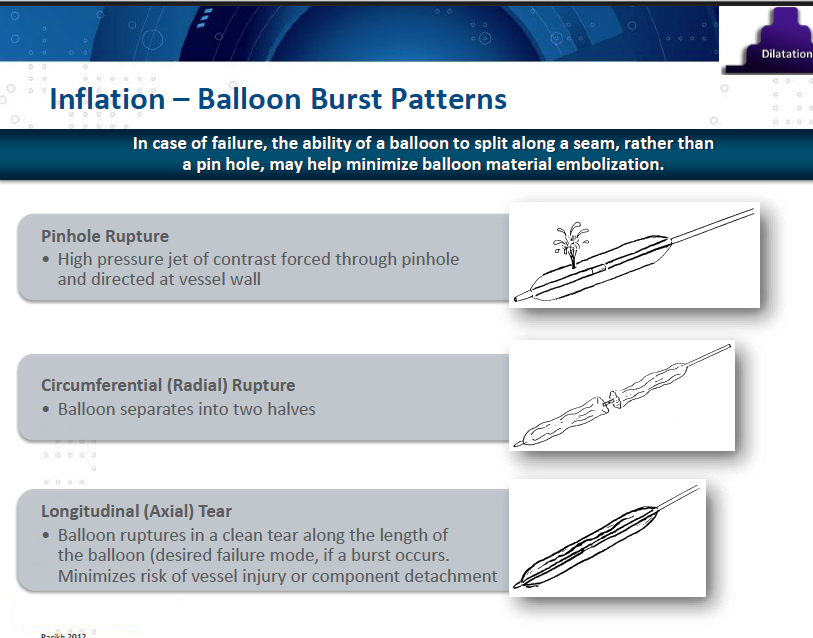 Dilatation
Inflation – Balloon Burst Patterns
In case of failure, the ability of a balloon to split along a seam, rather than
a pin hole, may help minimize balloon material embolization.
Pinhole Rupture
• High pressure jet of contrast forced through pinhole
and directed at vessel wall
Circumferential (Radial) Rupture
• Balloon separates into two halves
Longitudinal (Axial) Tear
• Balloon ruptures in a clean tear along the length of
the balloon (desired failure mode, if a burst occurs.
Minimizes risk of vessel injury or component detachment
Parikh 2012